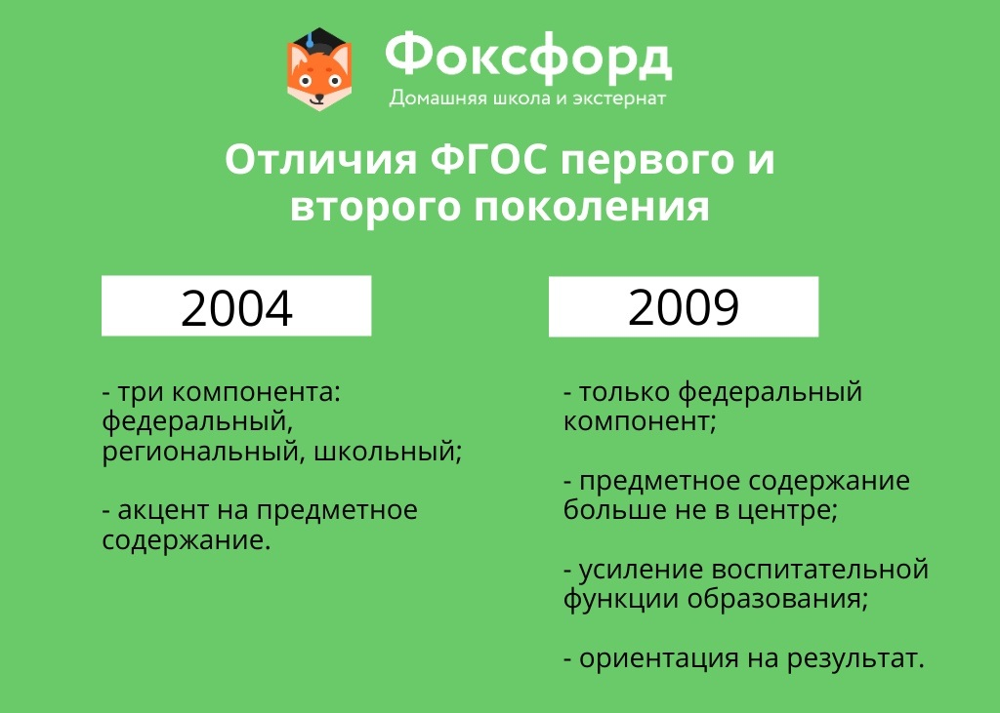 Фоксфорд
Домашняя школа и экстернат
Отличия ФГОС первого и
второго поколения
2004
- три компонента:
федеральный,
региональный, школьный;
- акцент на предметное
содержание.
2009
- только федеральный
компонент;
- предметное содержание
больше не в центре;
- усиление воспитательной
функции образования;
- ориентация на результат.